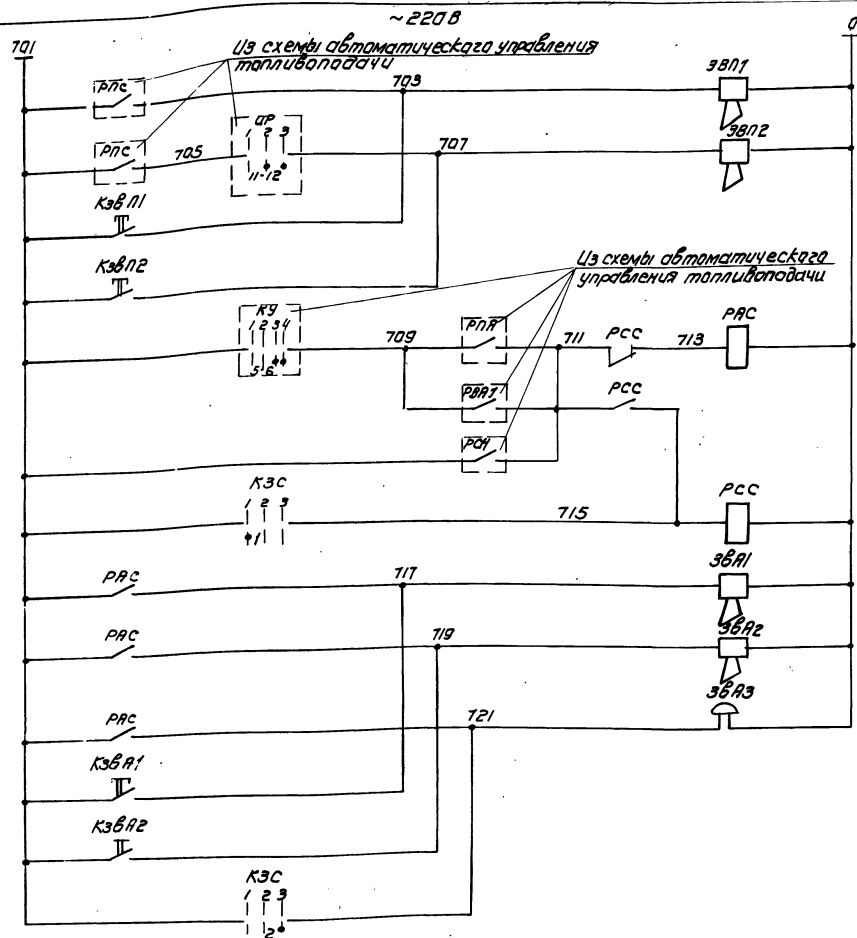 ~220В
701
0
Из схемы автоматического управления
топливоподачи
РПС
703
ЗВП1
РПС
705
ПР
1 2 3
11-12
707
ЗВП2
КзвП1
КзвП2
Из схемы автоматического
управления топливоподачи
КУ
1 2 3 4
5 6
709
РПА
711
РСС
713
РАС
РВА1
РСС
РСЧ
КЗС
1 2 3
1
715
РСС
РАС
717
ЗвА1
РАС
719
ЗвА2
РАС
721
ЗвА3
КзвА1
КзвА2
КЗС
1 2 3
2